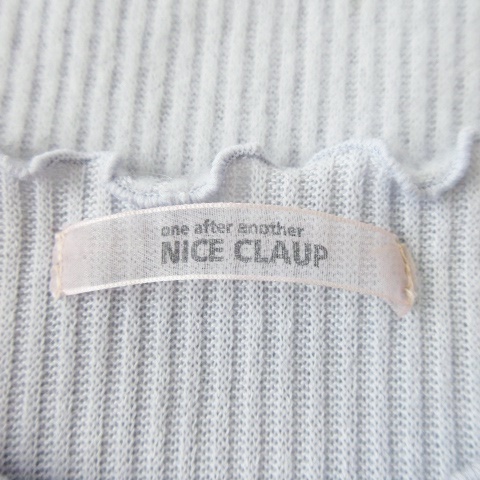 one after another
NICE CLAUP